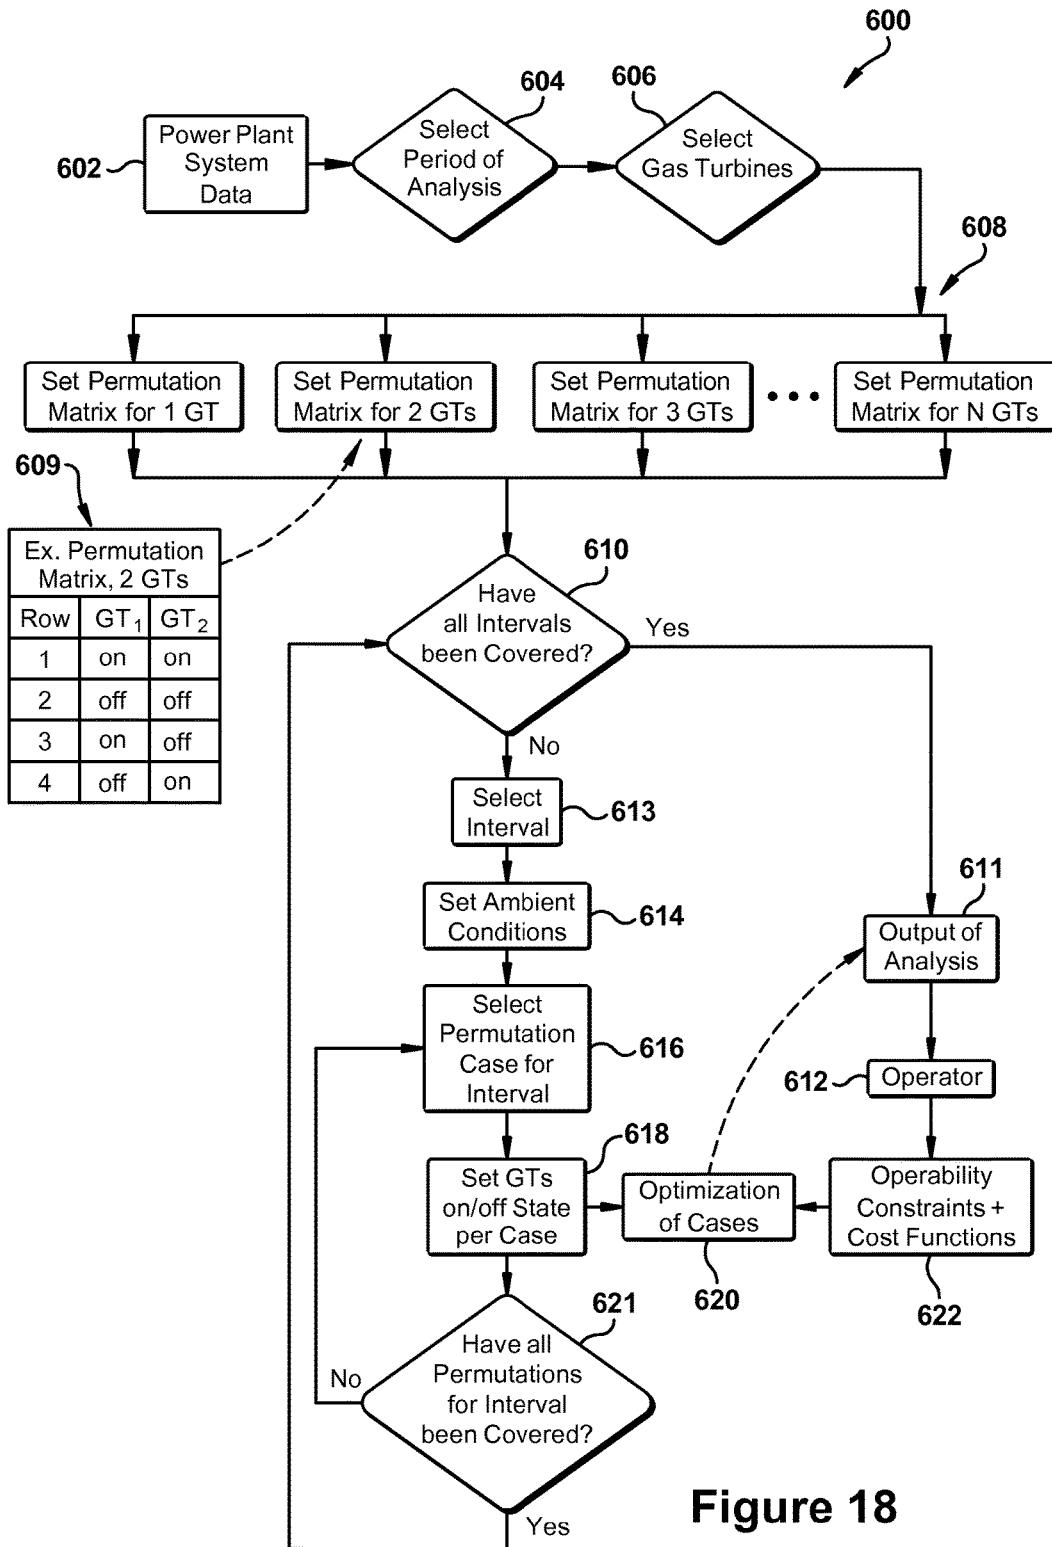 600
604
606
602
Power Plant
System
Data
Select
Period of
Analysis
Select
Gas Turbines
608
Set Permutation
Matrix for 1 GT
Set Permutation
Matrix for 2 GTs
Set Permutation
Matrix for 3 GTs
Set Permutation
Matrix for N GTs
609
Ex. Permutation
Matrix, 2 GTs
Row GT1 GT2
1 on on
2 off off
3 on off
4 off on
610
Have
all Intervals
been Covered?
Yes
No
Select
Interval
613
Set Ambient
Conditions
614
611
Output of
Analysis
Select
Permutation
Case for
Interval
616
612
Operator
618
Set GTs
on/off State
per Case
Optimization
of Cases
620
Operability
Constraints +
Cost Functions
622
621
Have all
Permutations
for Interval
been Covered?
No
Yes
Figure 18